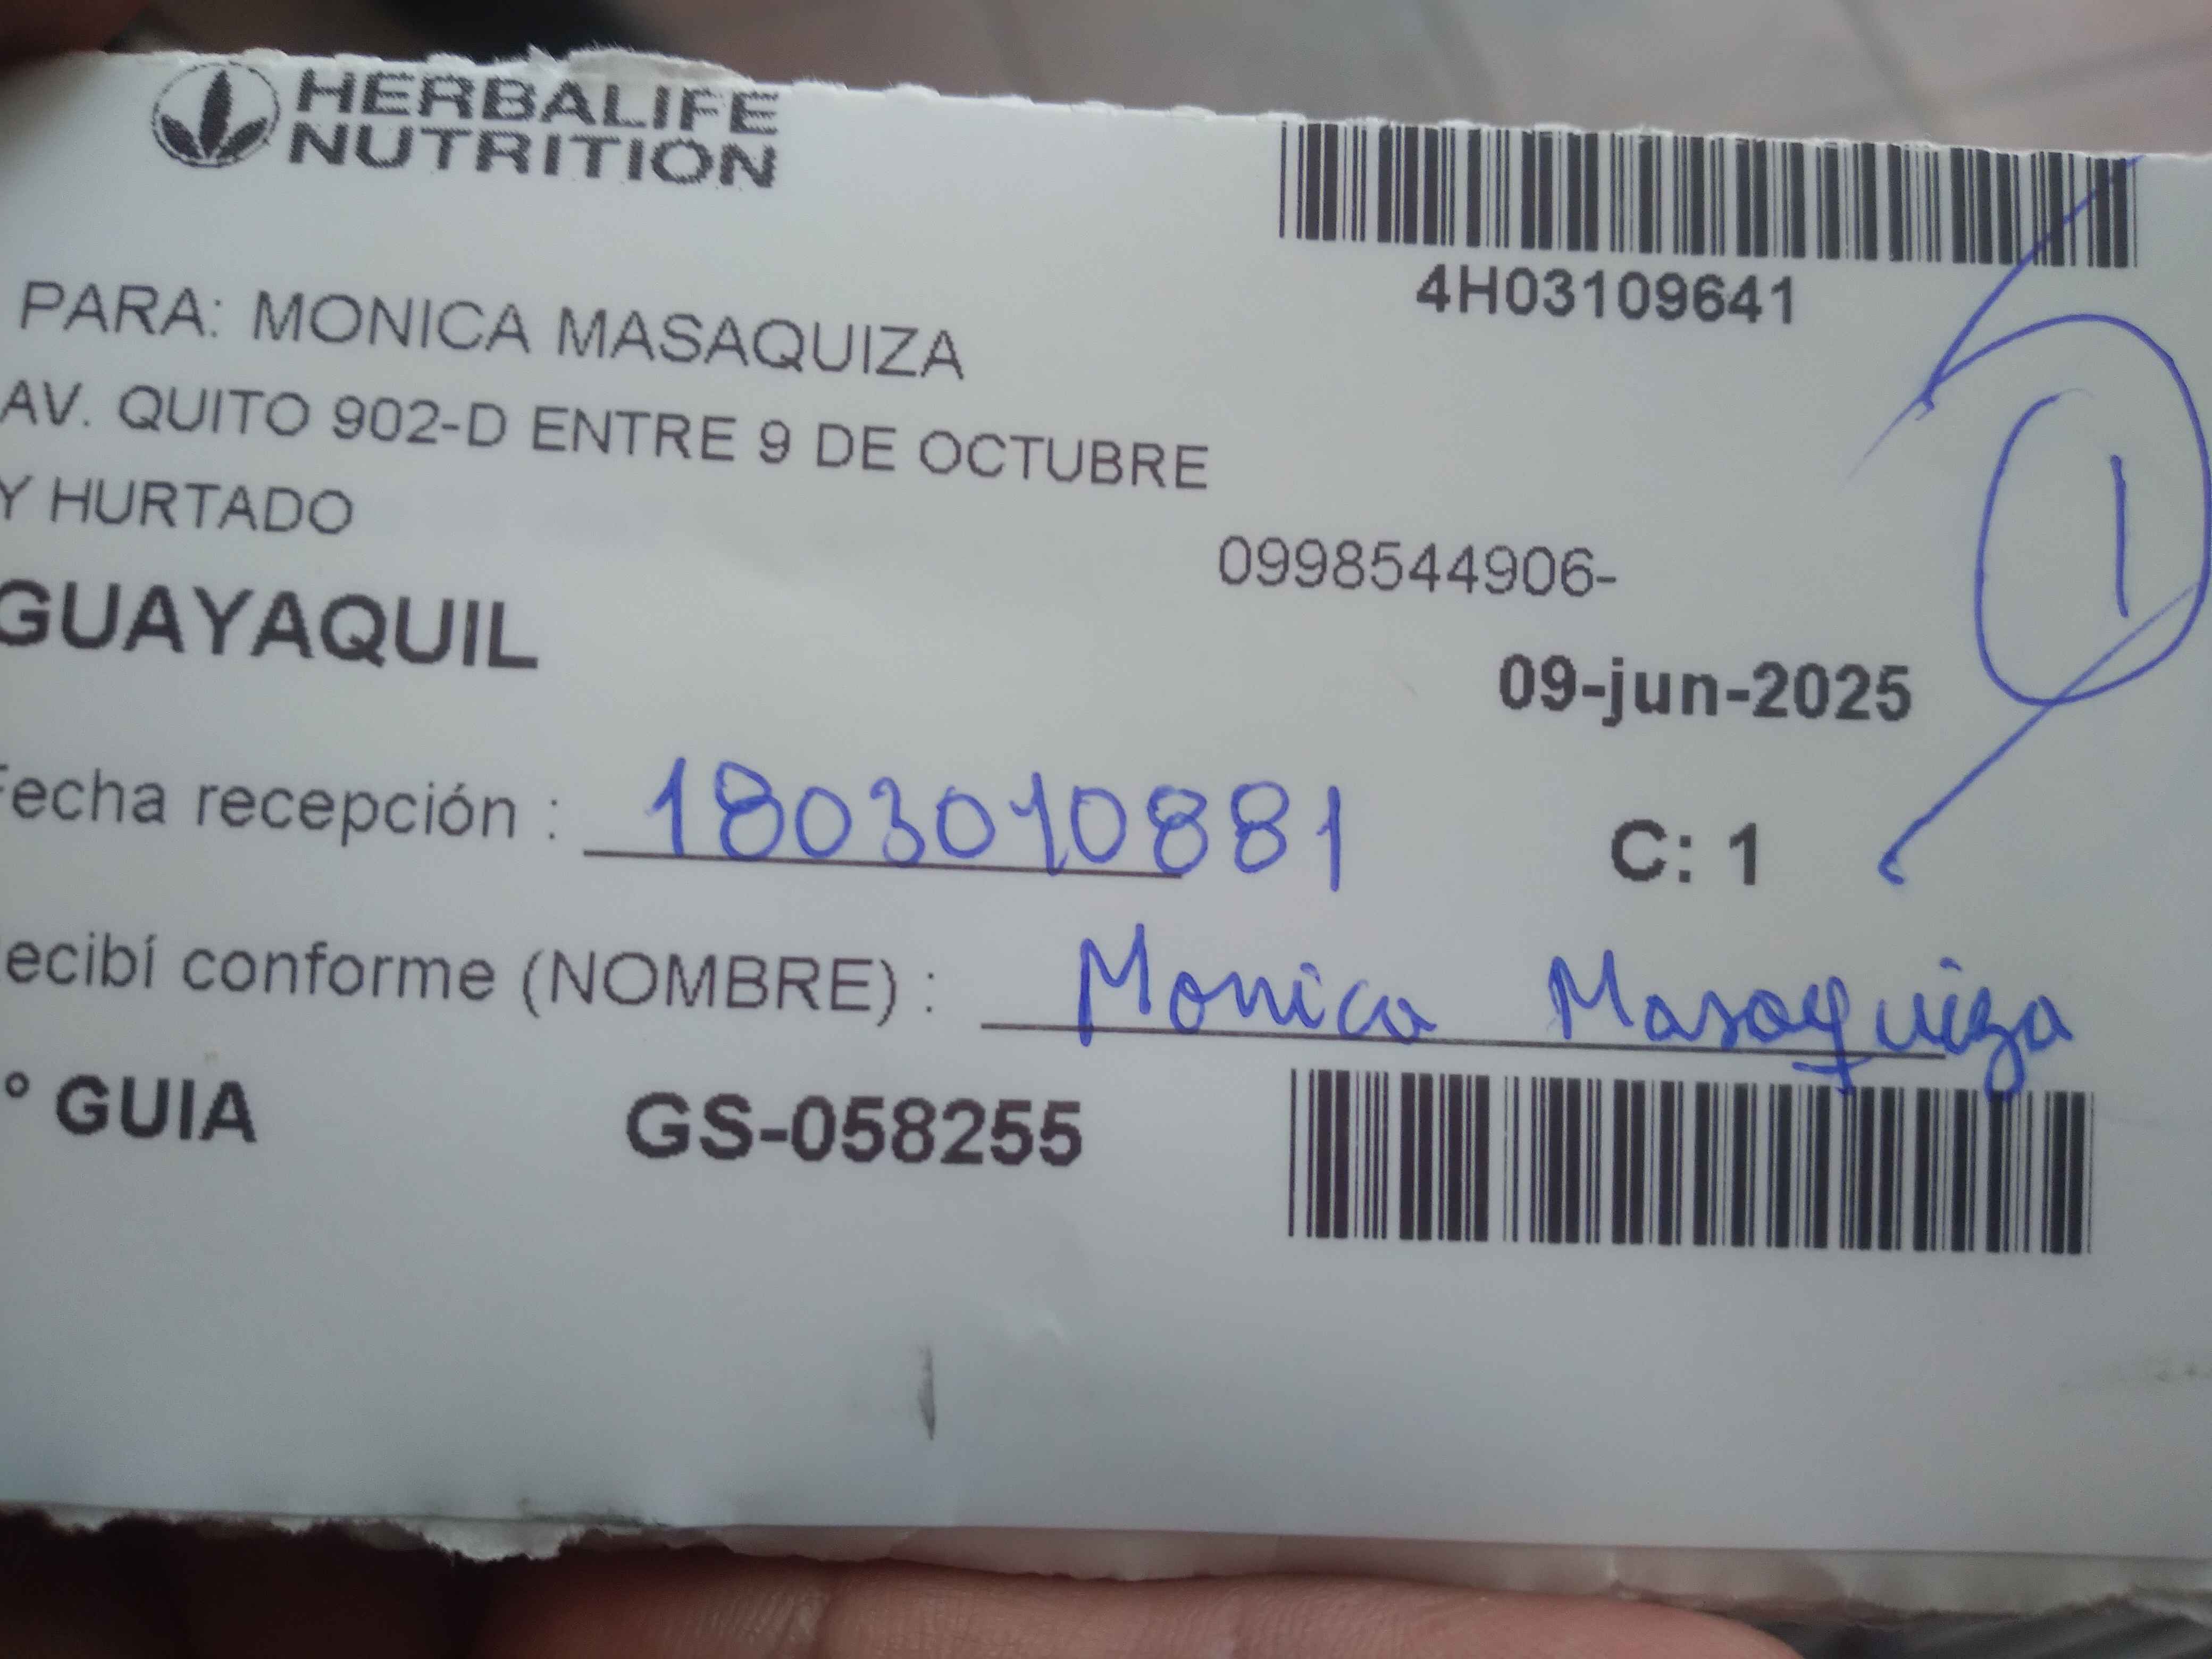 HERBALIFE
NUTRITION
4H03109641
PARA: MONICA MASAQUIZA
AV. QUITO 902-D ENTRE 9 DE OCTUBRE
Y HURTADO
0998544906-
GUAYAQUIL
09-jun-2025
1
Fecha recepción : 1803010881
C: 1
ecibí conforme (NOMBRE) : Monica Masaquiza
° GUIA GS-058255